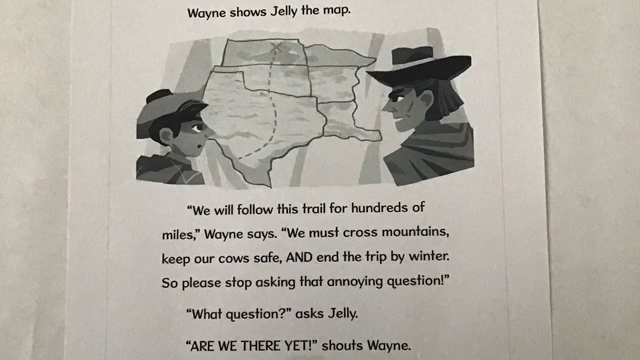 Wayne shows Jelly the map.
“We will follow this trail for hundreds of
miles,” Wayne says. “We must cross mountains,
keep our cows safe, AND end the trip by winter.
So please stop asking that annoying question!”
“What question?” asks Jelly.
“ARE WE THERE YET!” shouts Wayne.